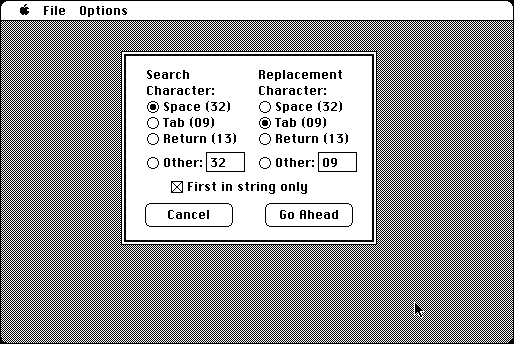 File Options
Search Character:
Space (32)
Tab (09)
Return (13)
Other: 32
Replacement Character:
Space (32)
Tab (09)
Return (13)
Other: 09
First in string only
Cancel
Go Ahead